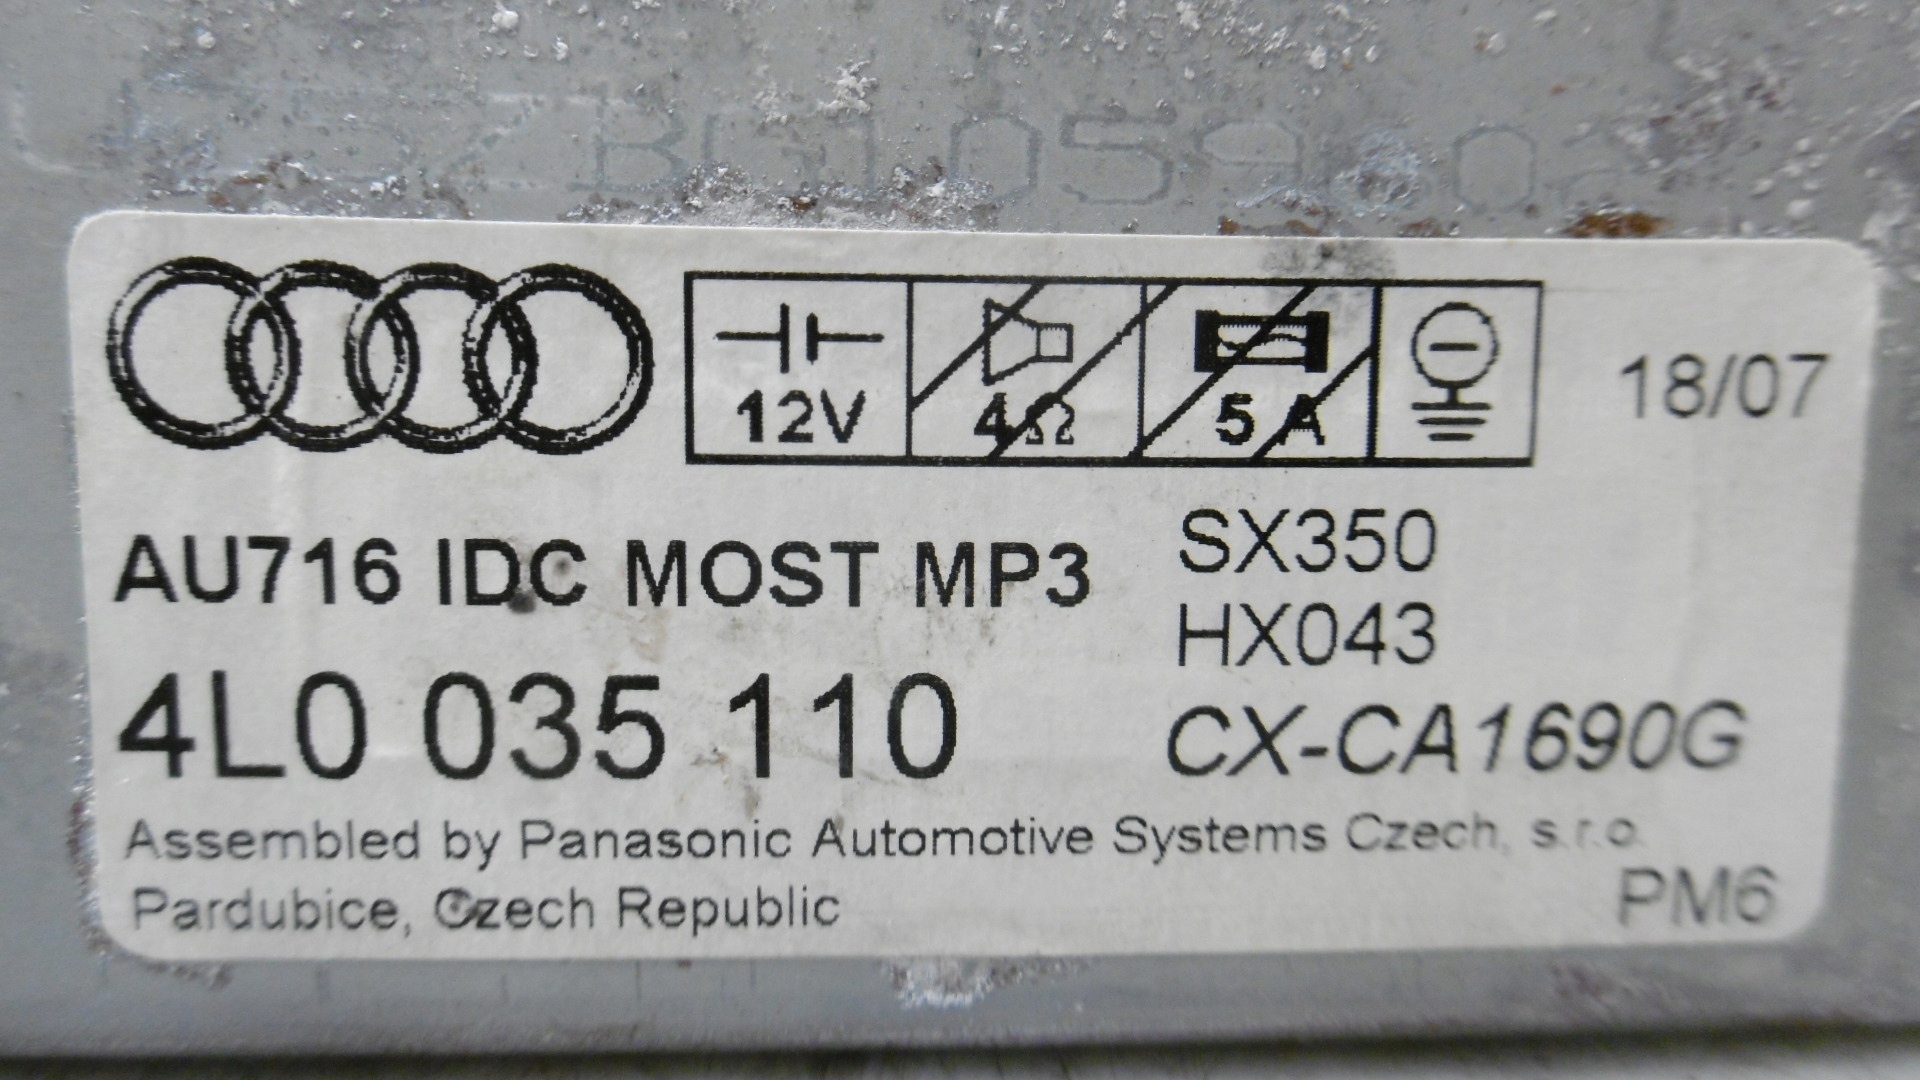 12V 4Ω 5 A
18/07
AU716 IDC MOST MP3
SX350
HX043
4L0 035 110
CX-CA1690G
Assembled by Panasonic Automotive Systems Czech, s.r.o.
Pardubice, Czech Republic
PM6